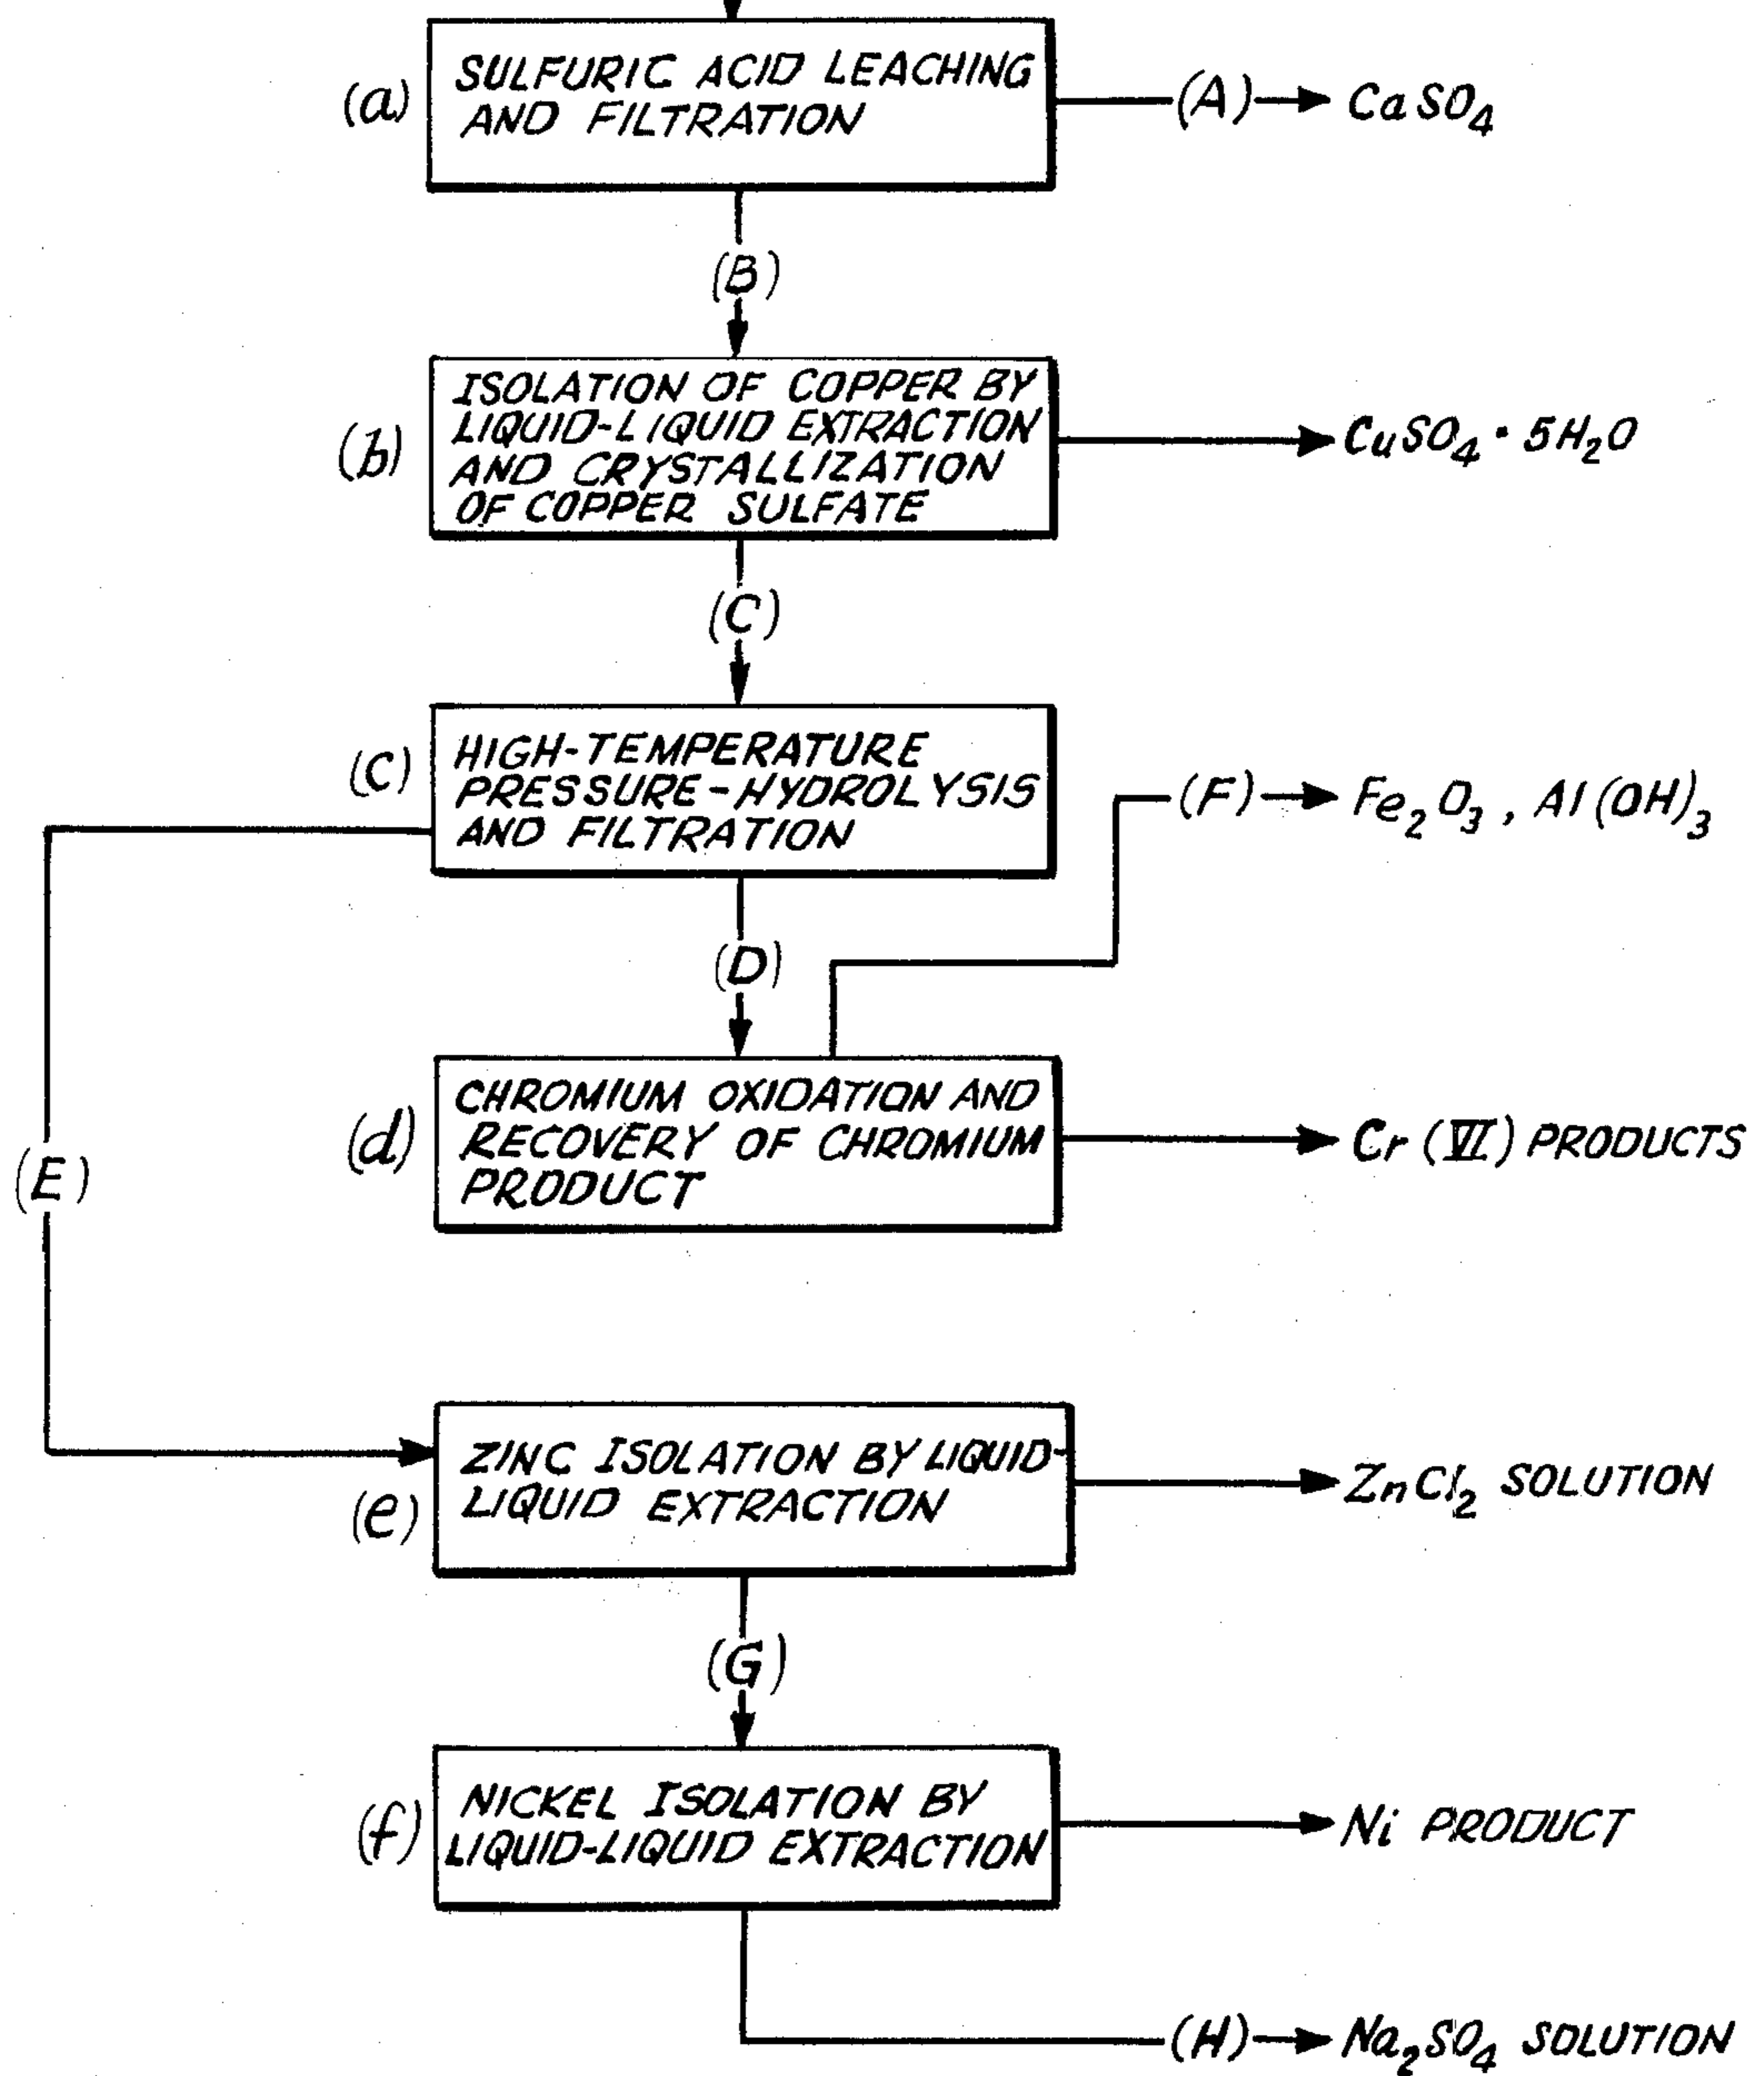 (a)
SULFURIC ACID LEACHING
AND FILTRATION
(A)
CaSO4
(B)
(b)
ISOLATION OF COPPER BY
LIQUID-LIQUID EXTRACTION
AND CRYSTALLIZATION
OF COPPER SULFATE
CuSO4 · 5H2O
(C)
(c)
HIGH-TEMPERATURE
PRESSURE-HYDROLYSIS
AND FILTRATION
(F)
Fe2O3, Al(OH)3
(D)
(d)
CHROMIUM OXIDATION AND
RECOVERY OF CHROMIUM
PRODUCT
Cr (VI) PRODUCTS
(E)
(e)
ZINC ISOLATION BY LIQUID-
LIQUID EXTRACTION
ZnCl2 SOLUTION
(G)
(f)
NICKEL ISOLATION BY
LIQUID-LIQUID EXTRACTION
Ni PRODUCT
(H)
Na2SO4 SOLUTION